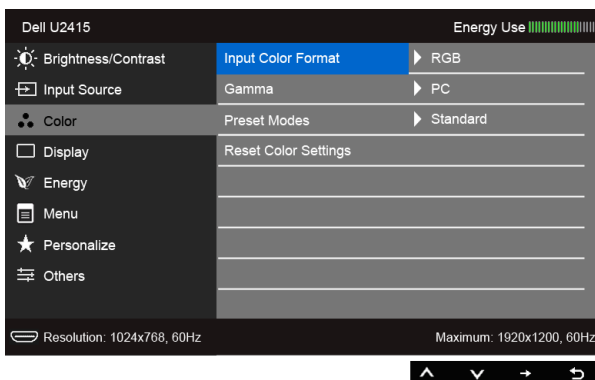 Dell U2415 Energy Use
Brightness/Contrast Input Color Format RGB
Input Source Gamma PC
Color Preset Modes Standard
Display Reset Color Settings
Energy
Menu
Personalize
Others
Resolution: 1024x768, 60Hz Maximum: 1920x1200, 60Hz